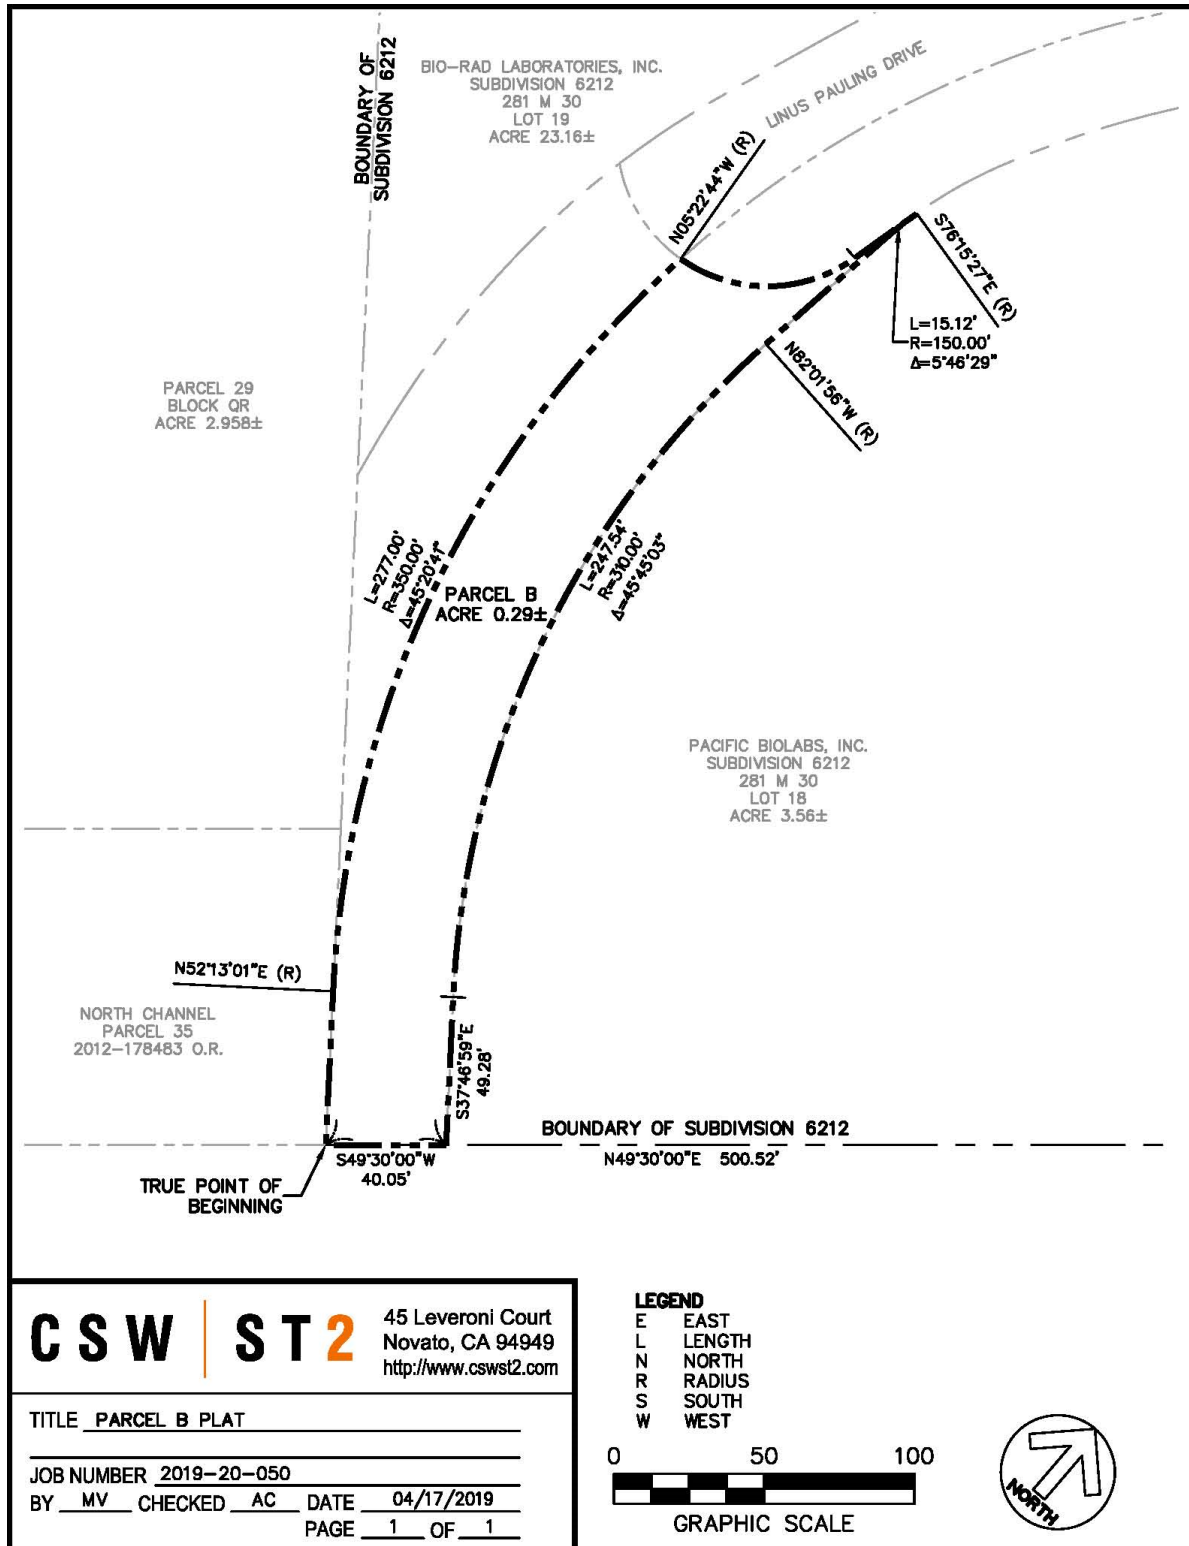 BOUNDARY OF
SUBDIVISION 6212
BIO-RAD LABORATORIES, INC.
SUBDIVISION 6212
281 M 30
LOT 19
ACRE 23.16±
LINUS PAULING DRIVE
N05°22'44"W (R)
S76°15'27"E (R)
L=15.12'
R=150.00'
Δ=5°46'29"
N82°01'56"W (R)
PARCEL 29
BLOCK QR
ACRE 2.958±
L=277.00'
R=350.00'
Δ=45°20'41"
PARCEL B
ACRE 0.29±
L=247.54'
R=310.00'
Δ=45°45'03"
PACIFIC BIOLABS, INC.
SUBDIVISION 6212
281 M 30
LOT 18
ACRE 3.56±
N52°13'01"E (R)
NORTH CHANNEL
PARCEL 35
2012-178483 O.R.
S37°46'59"E
49.28'
BOUNDARY OF SUBDIVISION 6212
N49°30'00"E 500.52'
S49°30'00"W
40.05'
TRUE POINT OF
BEGINNING
CSW ST2
45 Leveroni Court
Novato, CA 94949
http://www.cswst2.com
TITLE PARCEL B PLAT
JOB NUMBER 2019-20-050
BY MV CHECKED AC DATE 04/17/2019
PAGE 1 OF 1
LEGEND
E EAST
L LENGTH
N NORTH
R RADIUS
S SOUTH
W WEST
0 50 100
GRAPHIC SCALE
NORTH